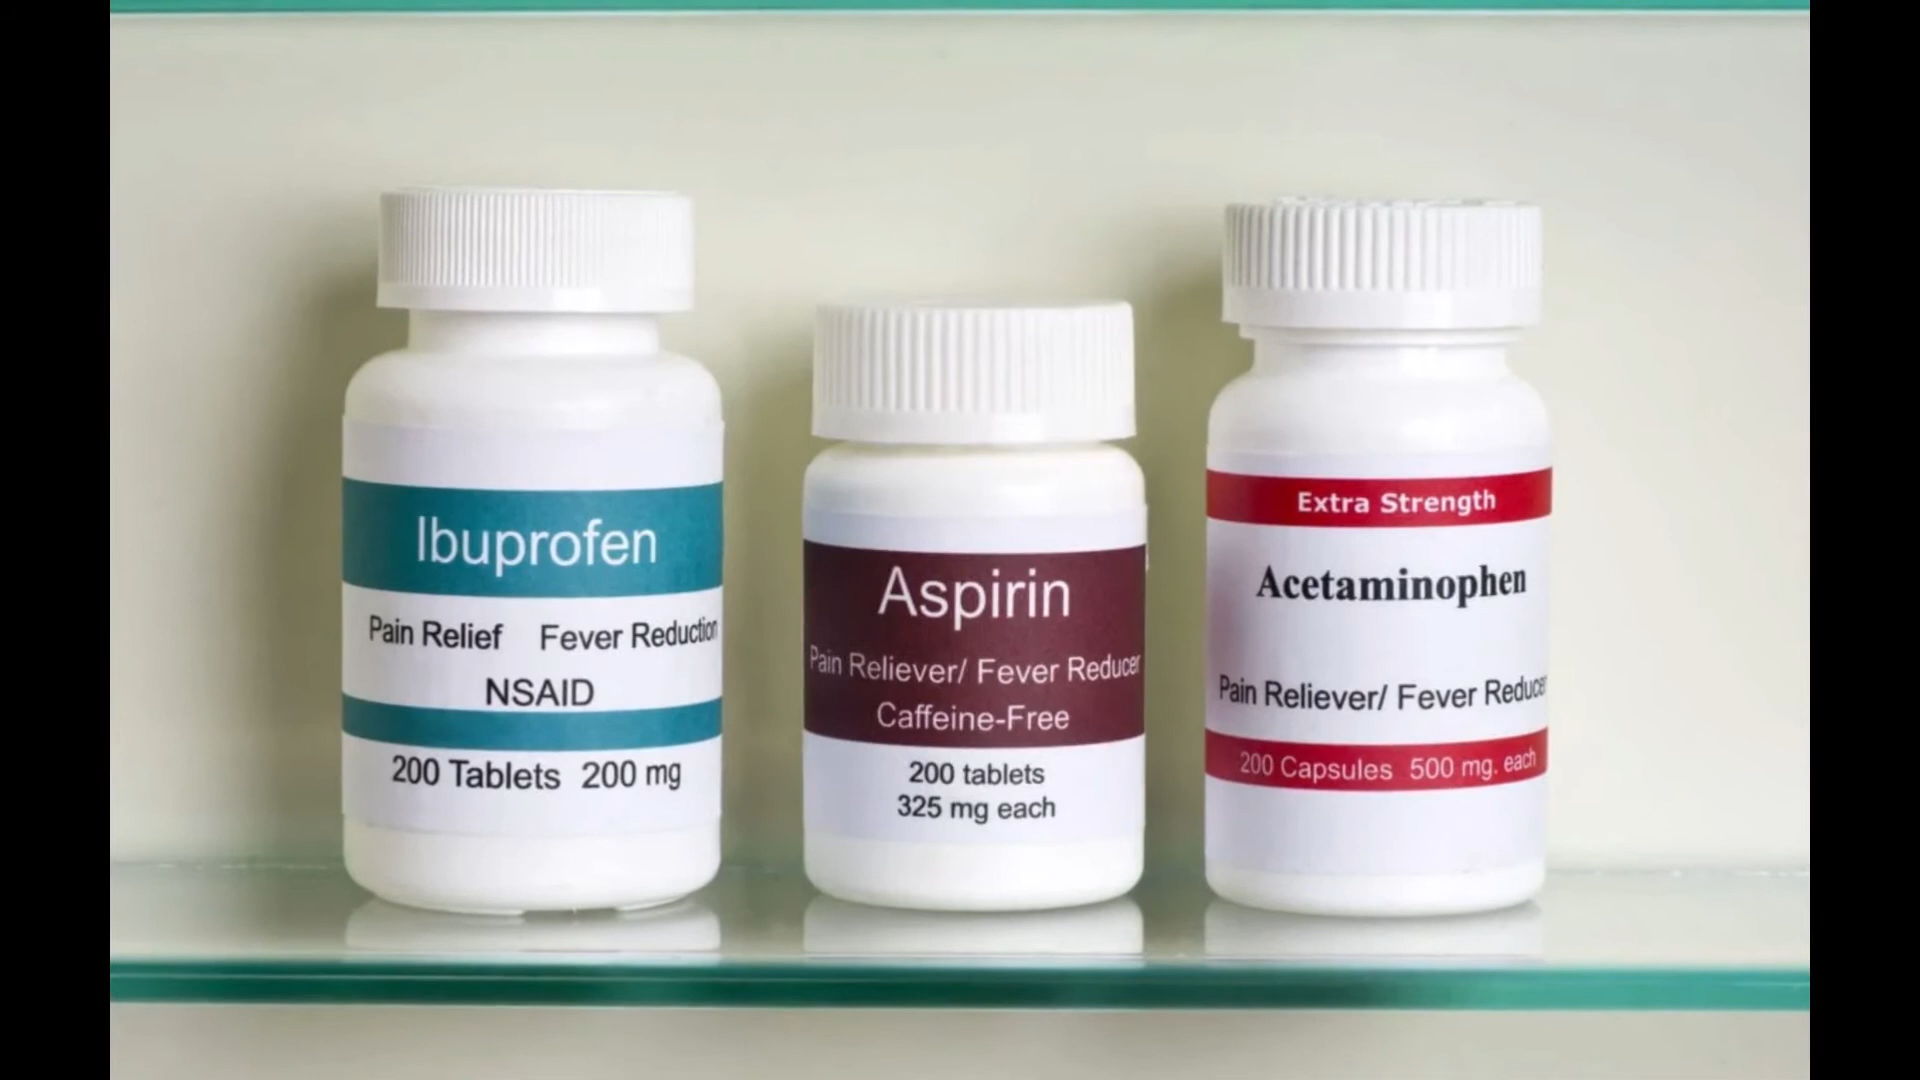 Ibuprofen
Pain Relief Fever Reduction
NSAID
200 Tablets 200 mg
Aspirin
Pain Reliever/ Fever Reducer
Caffeine-Free
200 tablets
325 mg each
Extra Strength
Acetaminophen
Pain Reliever/ Fever Reducer
200 Capsules 500 mg. each